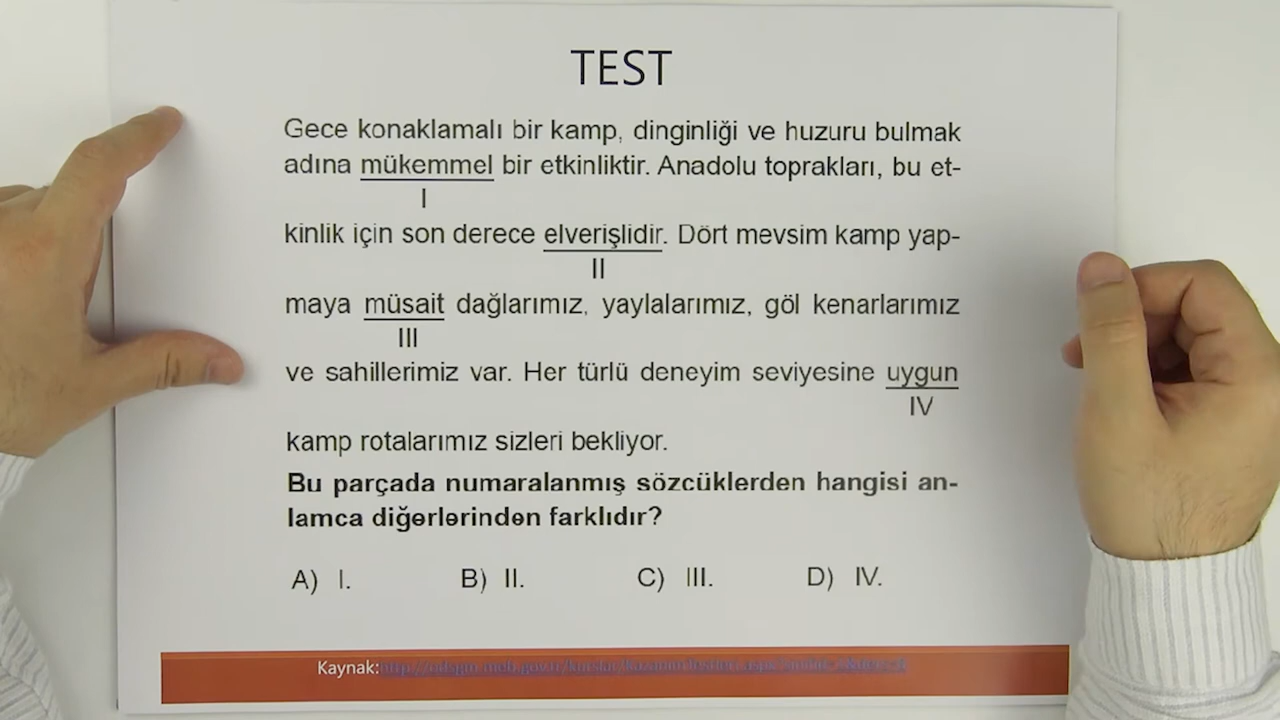 TEST
Gece konaklamalı bir kamp, dinginliği ve huzuru bulmak
adına mükemmel bir etkinliktir. Anadolu toprakları, bu et-
I
kinlik için son derece elverişlidir. Dört mevsim kamp yap-
II
maya müsait dağlarımız, yaylalarımız, göl kenarlarımız
III
ve sahillerimiz var. Her türlü deneyim seviyesine uygun
IV
kamp rotalarımız sizleri bekliyor.
Bu parçada numaralanmış sözcüklerden hangisi an-
lamca diğerlerinden farklıdır?
A) I. B) II. C) III. D) IV.
Kaynak: